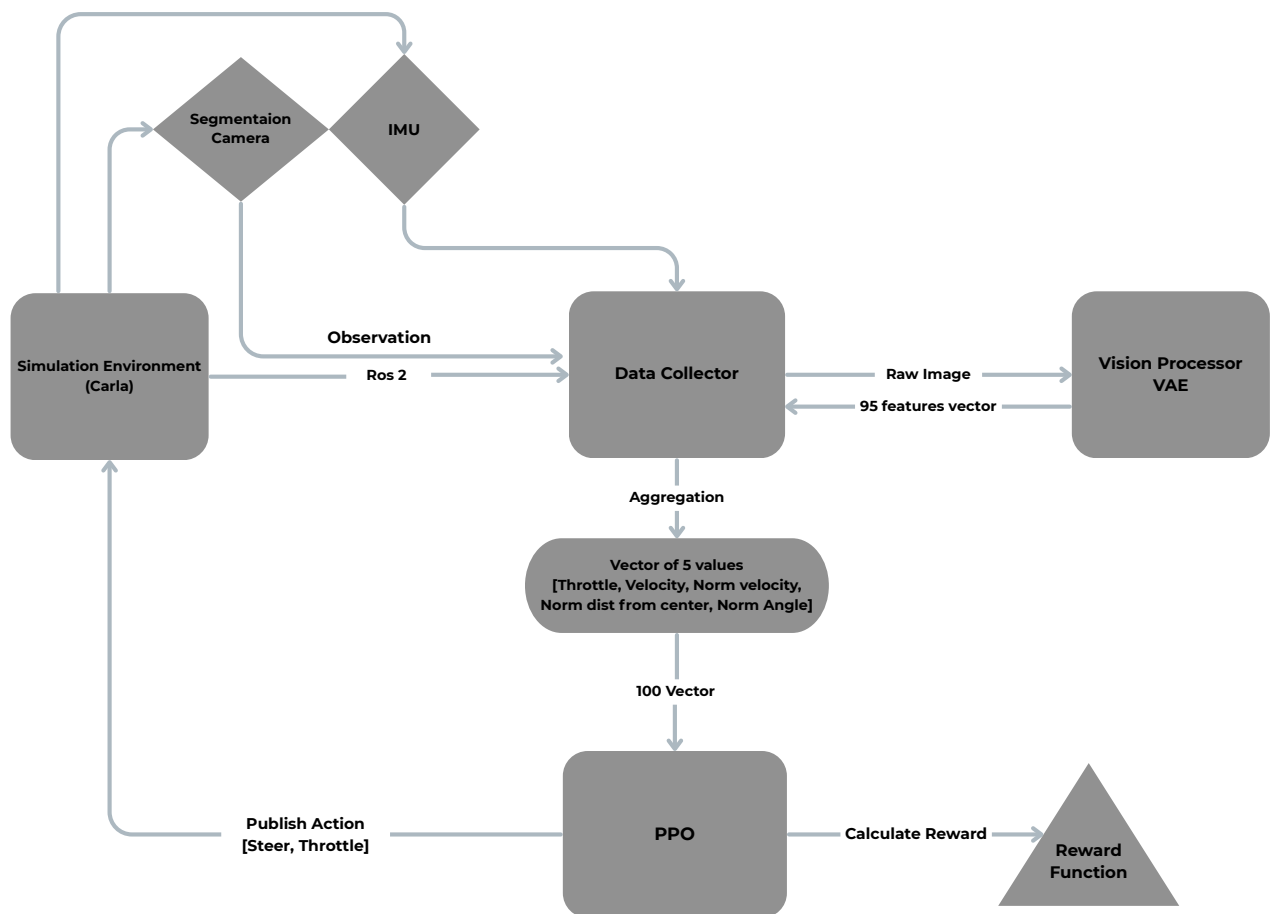 Segmentaion
Camera
IMU
Observation
Ros 2
Simulation Environment
(Carla)
Data Collector
Raw Image
95 features vector
Vision Processor
VAE
Aggregation
Vector of 5 values
[Throttle, Velocity, Norm velocity,
Norm dist from center, Norm Angle]
100 Vector
Publish Action
[Steer, Throttle]
PPO
Calculate Reward
Reward
Function